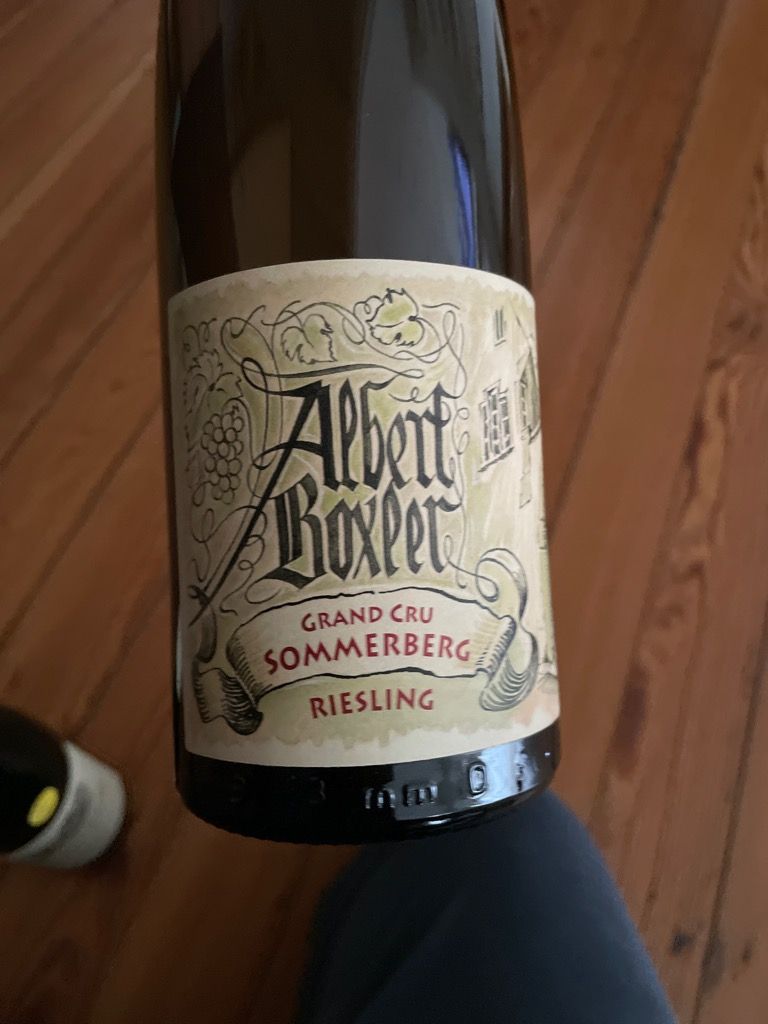 Albert
Boxler
GRAND CRU
SOMMERBERG
RIESLING